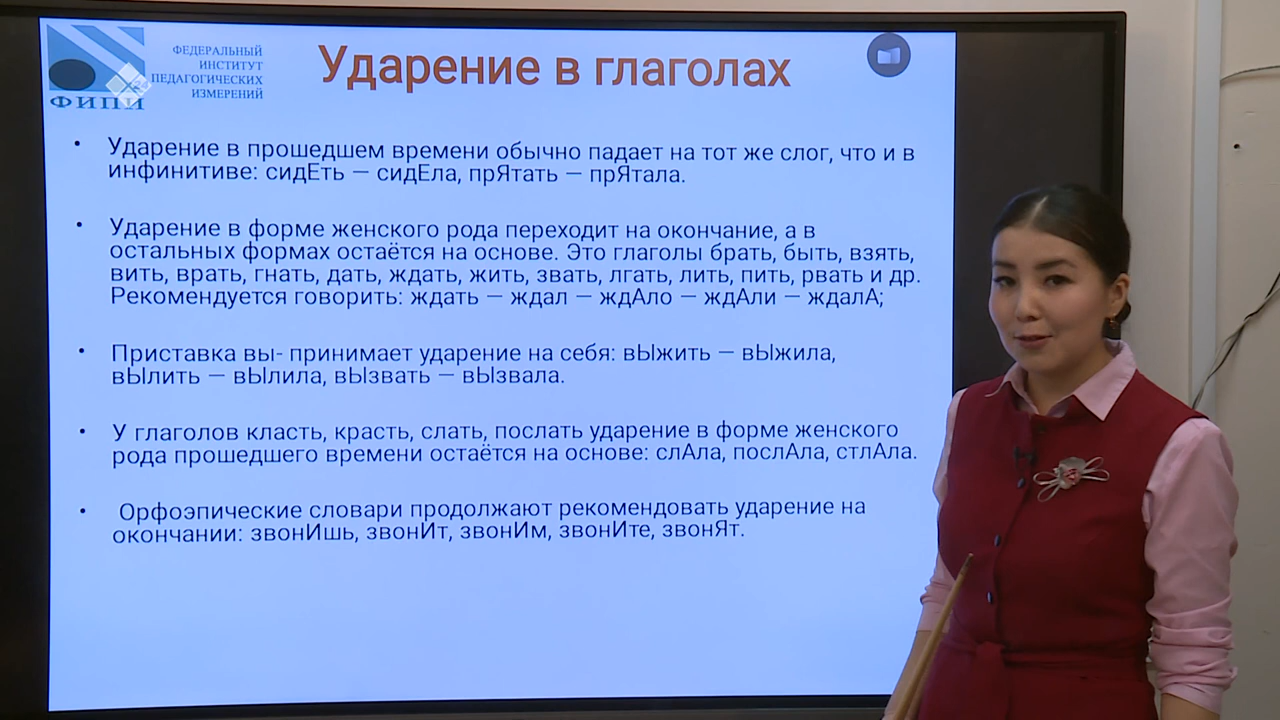 ФЕДЕРАЛЬНЫЙ
ИНСТИТУТ
ПЕДАГОГИЧЕСКИХ
ИЗМЕРЕНИЙ
ФИПИ
Ударение в глаголах
• Ударение в прошедшем времени обычно падает на тот же слог, что и в
инфинитиве: сидЕть — сидЕла, прЯтать — прЯтала.
• Ударение в форме женского рода переходит на окончание, а в
остальных формах остаётся на основе. Это глаголы брать, быть, взять,
вить, врать, гнать, дать, ждать, жить, звать, лгать, лить, пить, рвать и др.
Рекомендуется говорить: ждать — ждал — ждАло — ждАли — ждалА;
• Приставка вы- принимает ударение на себя: вЫжить — вЫжила,
вЫлить — вЫлила, вЫзвать — вЫзвала.
• У глаголов класть, красть, слать, послать ударение в форме женского
рода прошедшего времени остаётся на основе: слАла, послАла, стлАла.
• Орфоэпические словари продолжают рекомендовать ударение на
окончании: звонИшь, звонИт, звонИм, звонИте, звонЯт.